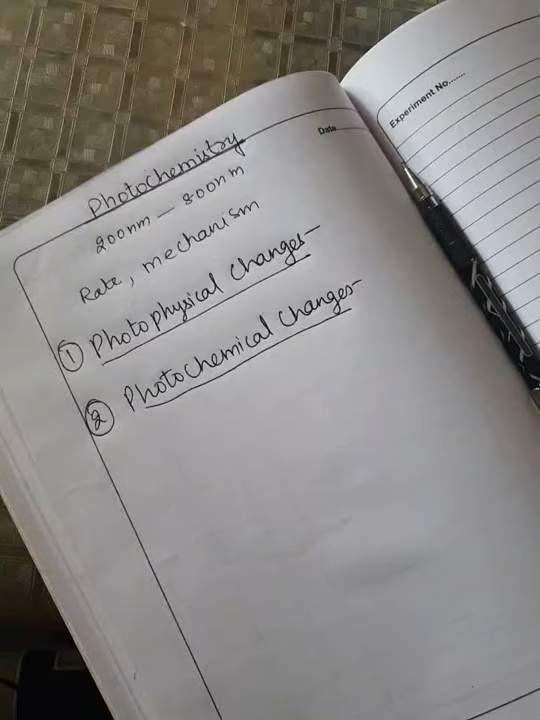 Experiment No.......
Date
Photochemistry
200nm — 800nm
Rate, mechanism
① Photophysical Changes-
② Photochemical Changes-